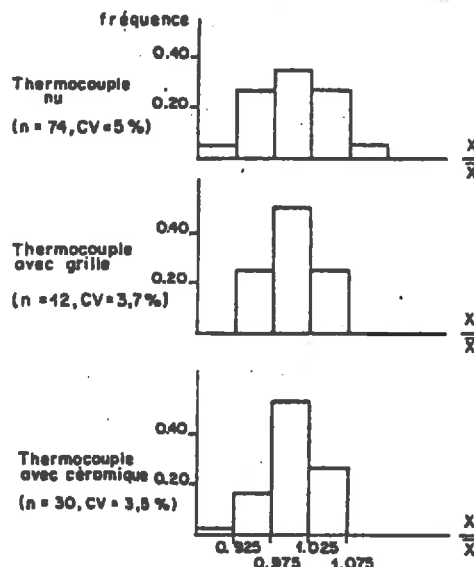 fréquence
0.40
Thermocouple
nu
0.20
(n = 74, CV = 5 %)
X
X̄
0.40
Thermocouple
avec grille
0.20
(n = 12, CV = 3,7 %)
X
X̄
0.40
Thermocouple
avec céramique
0.20
(n = 30, CV = 3,5 %)
X
X̄
0.925 1.025
0.975 1.075